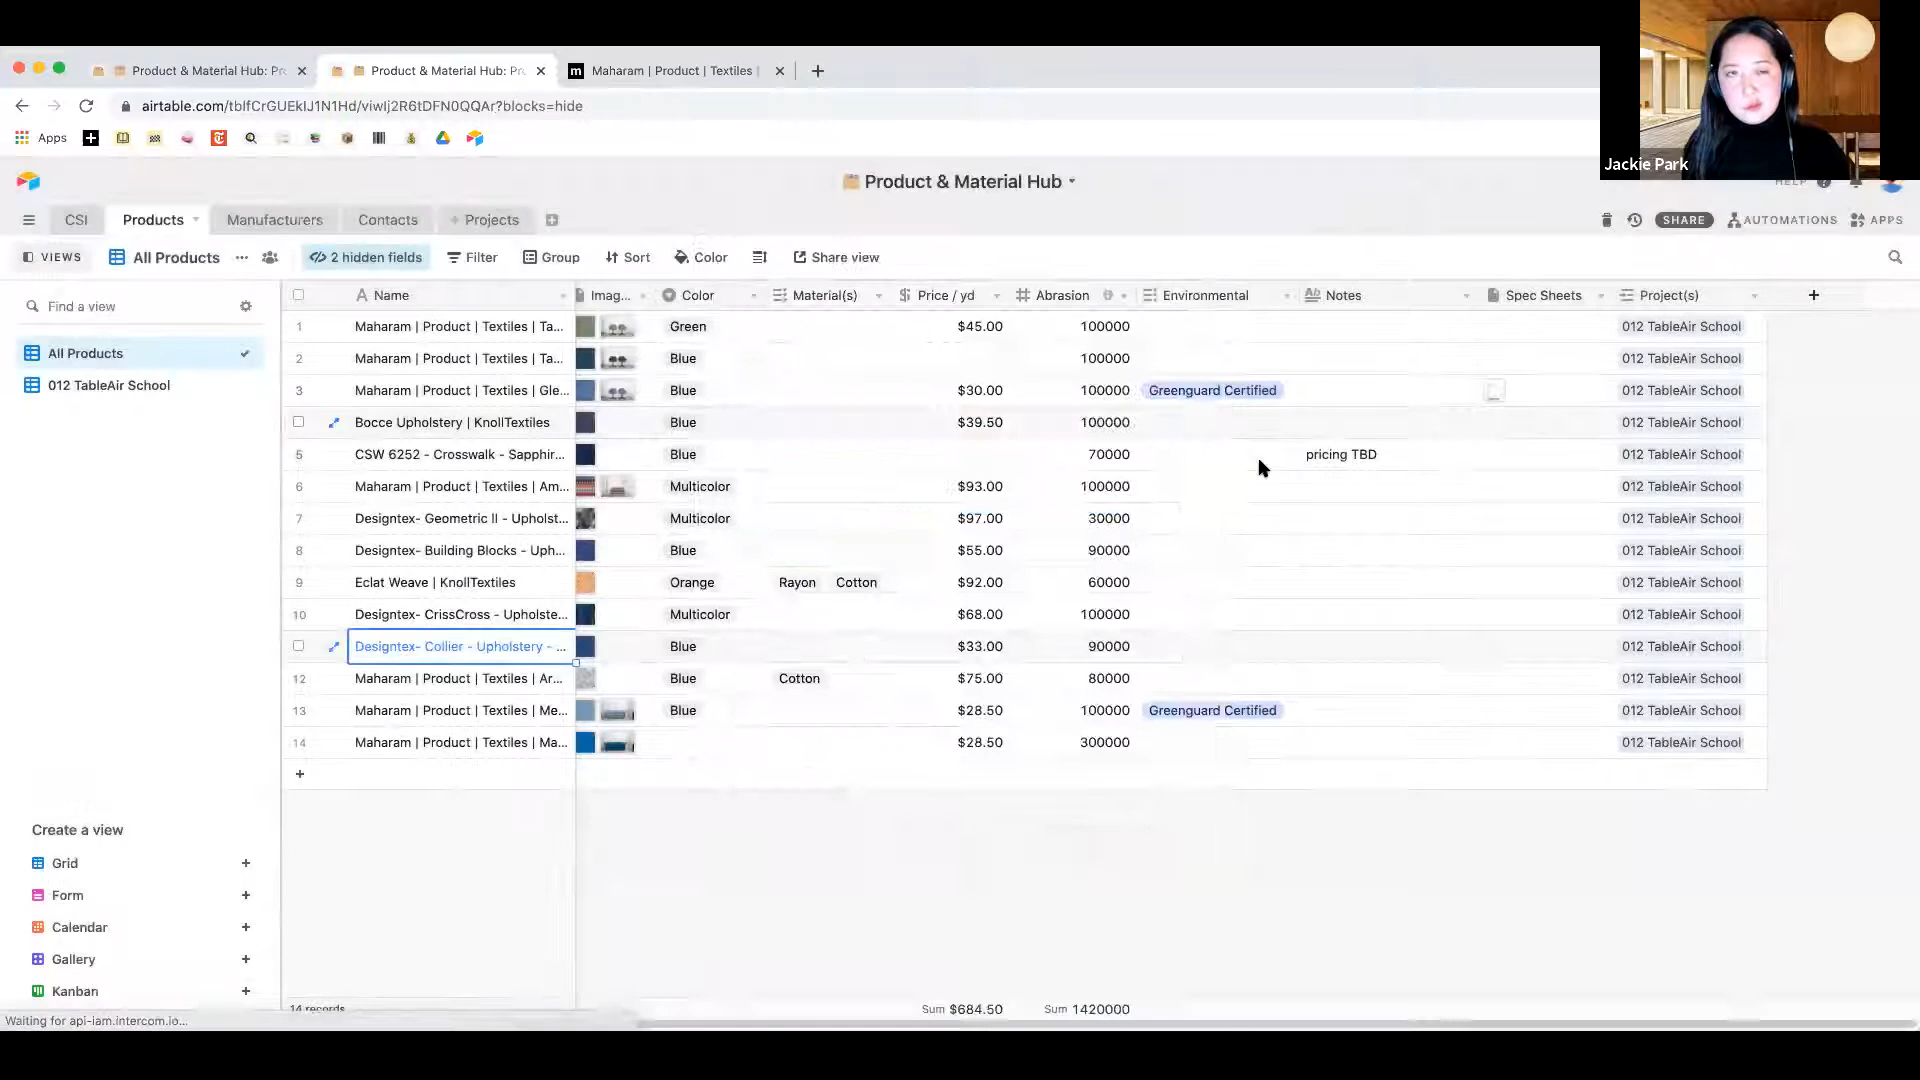 Product & Material Hub: Pr
Product & Material Hub: Pr
Maharam | Product | Textiles |
airtable.com/tblfCrGUEkIJ1N1Hd/viwIj2R6tDFN0QQAr?blocks=hide
Apps
Jackie Park
Product & Material Hub
HELP
CSI
Products
Manufacturers
Contacts
Projects
SHARE
AUTOMATIONS
APPS
VIEWS
All Products
2 hidden fields
Filter
Group
Sort
Color
Share view
Find a view
All Products
012 TableAir School
Name Imag... Color Material(s) Price / yd Abrasion Environmental Notes Spec Sheets Project(s)
1 Maharam | Product | Textiles | Ta... Green $45.00 100000 012 TableAir School
2 Maharam | Product | Textiles | Ta... Blue 100000 012 TableAir School
3 Maharam | Product | Textiles | Gle... Blue $30.00 100000 Greenguard Certified 012 TableAir School
Bocce Upholstery | KnollTextiles Blue $39.50 100000 012 TableAir School
5 CSW 6252 - Crosswalk - Sapphir... Blue 70000 pricing TBD 012 TableAir School
6 Maharam | Product | Textiles | Am... Multicolor $93.00 100000 012 TableAir School
7 Designtex- Geometric II - Upholst... Multicolor $97.00 30000 012 TableAir School
8 Designtex- Building Blocks - Uph... Blue $55.00 90000 012 TableAir School
9 Eclat Weave | KnollTextiles Orange Rayon Cotton $92.00 60000 012 TableAir School
10 Designtex- CrissCross - Upholste... Multicolor $68.00 100000 012 TableAir School
Designtex- Collier - Upholstery - ... Blue $33.00 90000 012 TableAir School
12 Maharam | Product | Textiles | Ar... Blue Cotton $75.00 80000 012 TableAir School
13 Maharam | Product | Textiles | Me... Blue $28.50 100000 Greenguard Certified 012 TableAir School
14 Maharam | Product | Textiles | Ma... $28.50 300000 012 TableAir School
Create a view
Grid
Form
Calendar
Gallery
Kanban
14 records Sum $684.50 Sum 1420000
Waiting for api-iam.intercom.io...